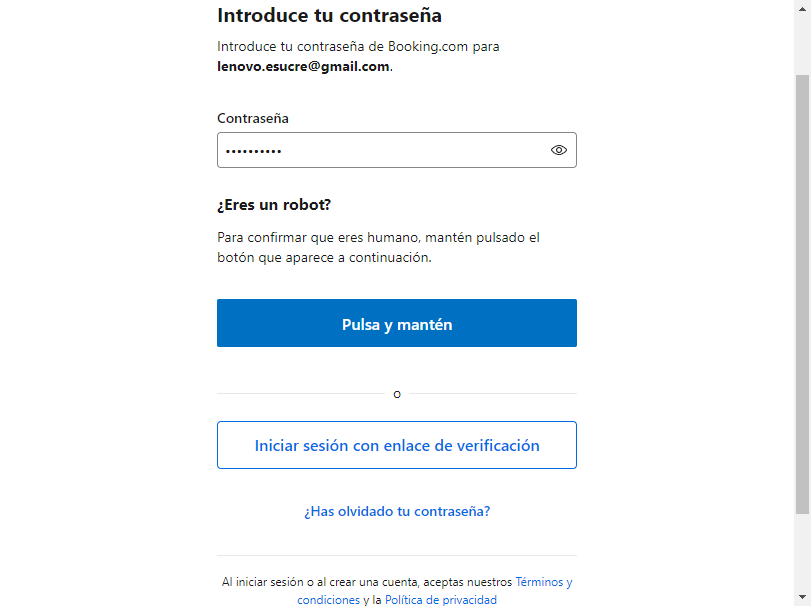 Introduce tu contraseña
Introduce tu contraseña de Booking.com para
lenovo.esucre@gmail.com.
Contraseña
••••••••••
¿Eres un robot?
Para confirmar que eres humano, mantén pulsado el
botón que aparece a continuación.
Pulsa y mantén
o
Iniciar sesión con enlace de verificación
¿Has olvidado tu contraseña?
Al iniciar sesión o al crear una cuenta, aceptas nuestros Términos y
condiciones y la Política de privacidad